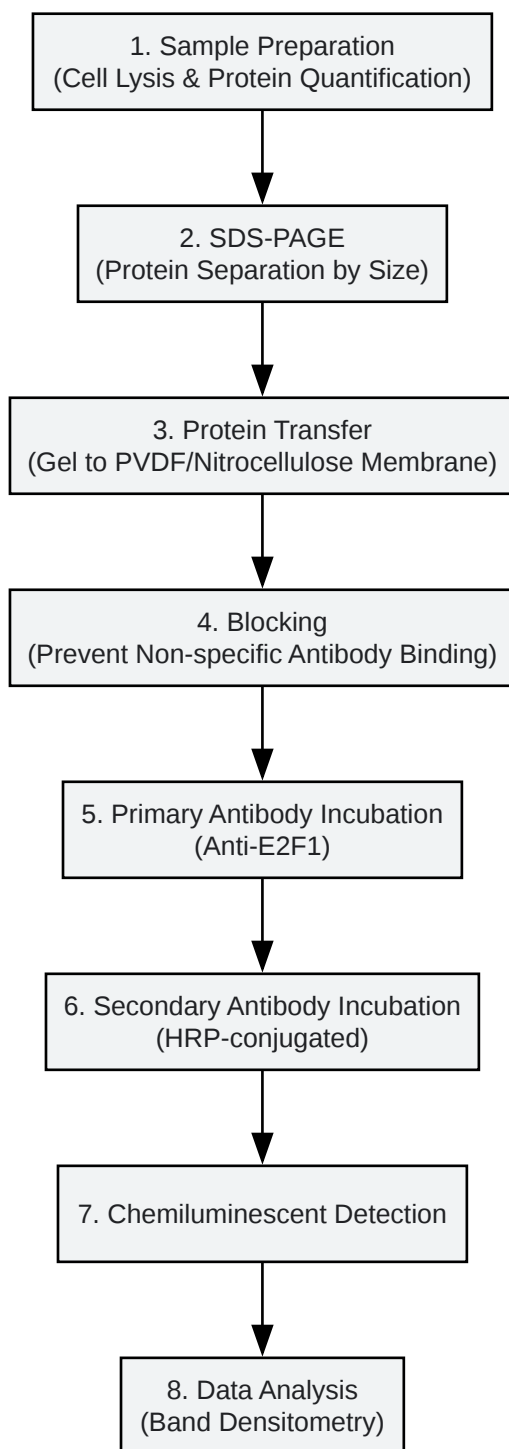 1. Sample Preparation
(Cell Lysis & Protein Quantification)
2. SDS-PAGE
(Protein Separation by Size)
3. Protein Transfer
(Gel to PVDF/Nitrocellulose Membrane)
4. Blocking
(Prevent Non-specific Antibody Binding)
5. Primary Antibody Incubation
(Anti-E2F1)
6. Secondary Antibody Incubation
(HRP-conjugated)
7. Chemiluminescent Detection
8. Data Analysis
(Band Densitometry)